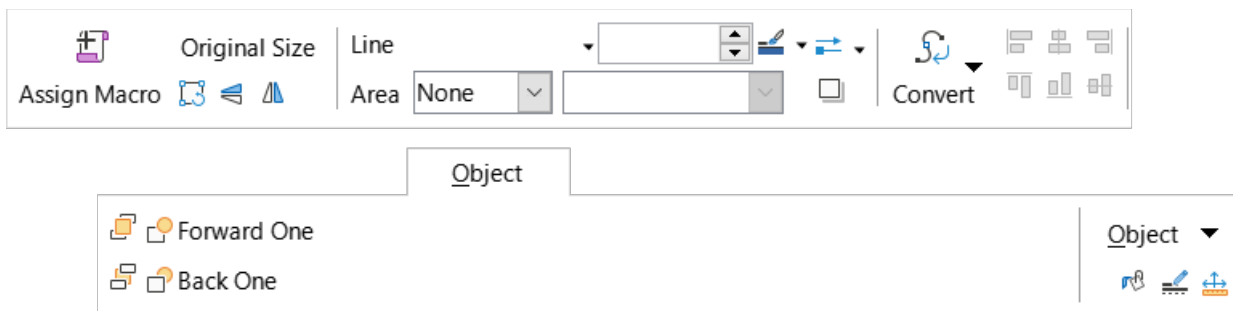 Original Size
Line
Assign Macro
Area
None
Convert
Object
Forward One
Object
Back One